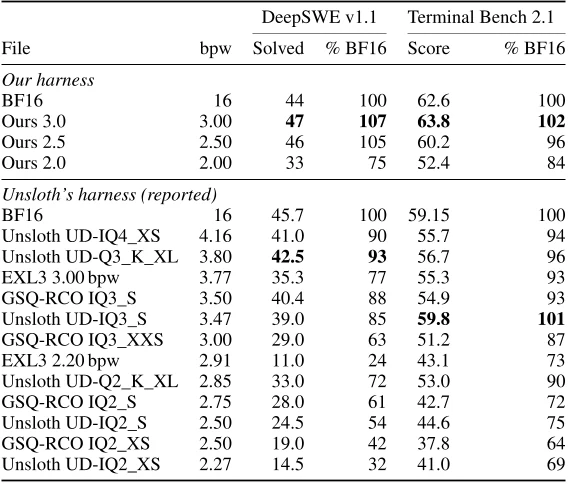 DeepSWE v1.1 Terminal Bench 2.1
File bpw Solved % BF16 Score % BF16
Our harness
BF16 16 44 100 62.6 100
Ours 3.0 3.00 47 107 63.8 102
Ours 2.5 2.50 46 105 60.2 96
Ours 2.0 2.00 33 75 52.4 84
Unsloth's harness (reported)
BF16 16 45.7 100 59.15 100
Unsloth UD-IQ4_XS 4.16 41.0 90 55.7 94
Unsloth UD-Q3_K_XL 3.80 42.5 93 56.7 96
EXL3 3.00 bpw 3.77 35.3 77 55.3 93
GSQ-RCO IQ3_S 3.50 40.4 88 54.9 93
Unsloth UD-IQ3_S 3.47 39.0 85 59.8 101
GSQ-RCO IQ3_XXS 3.00 29.0 63 51.2 87
EXL3 2.20 bpw 2.91 11.0 24 43.1 73
Unsloth UD-Q2_K_XL 2.85 33.0 72 53.0 90
GSQ-RCO IQ2_S 2.75 28.0 61 42.7 72
Unsloth UD-IQ2_S 2.50 24.5 54 44.6 75
GSQ-RCO IQ2_XS 2.50 19.0 42 37.8 64
Unsloth UD-IQ2_XS 2.27 14.5 32 41.0 69